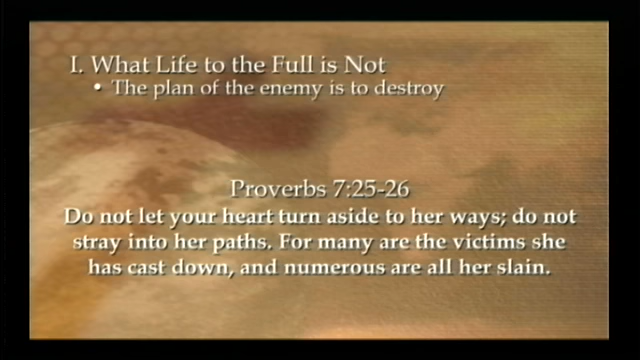 I. What Life to the Full is Not
• The plan of the enemy is to destroy
Proverbs 7:25-26
Do not let your heart turn aside to her ways; do not
stray into her paths. For many are the victims she
has cast down, and numerous are all her slain.